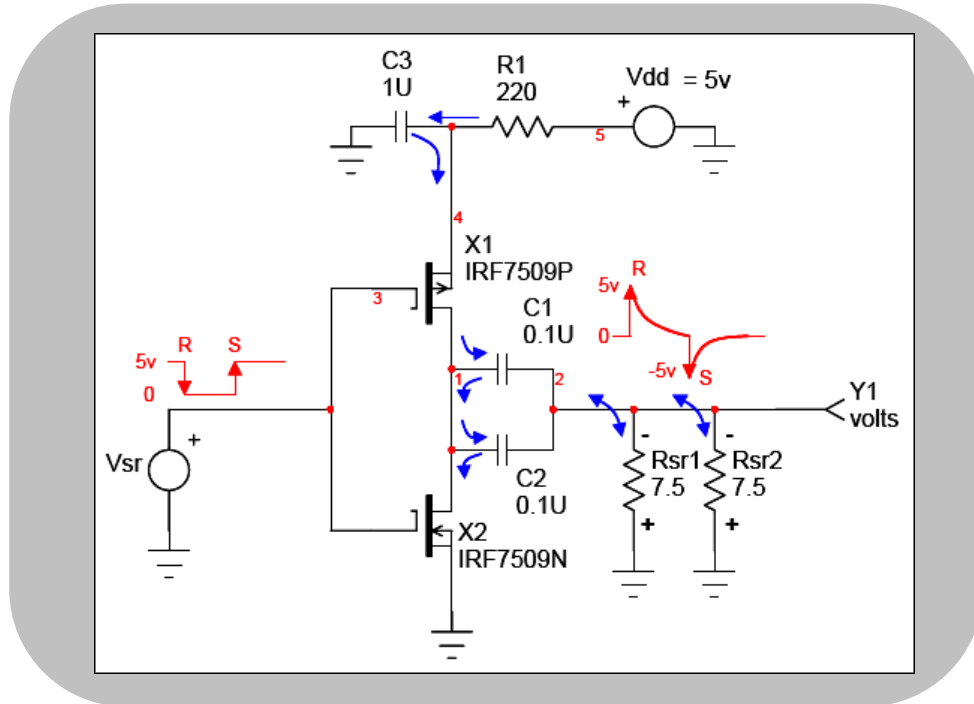 C3
1U
R1
220
Vdd = 5v
+
5
4
X1
IRF7509P
3
C1
0.1U
R
5v
0
-5v
S
R
S
5v
0
1
2
Y1
volts
+
Vsr
C2
0.1U
-
Rsr1
7.5
+
-
Rsr2
7.5
+
X2
IRF7509N